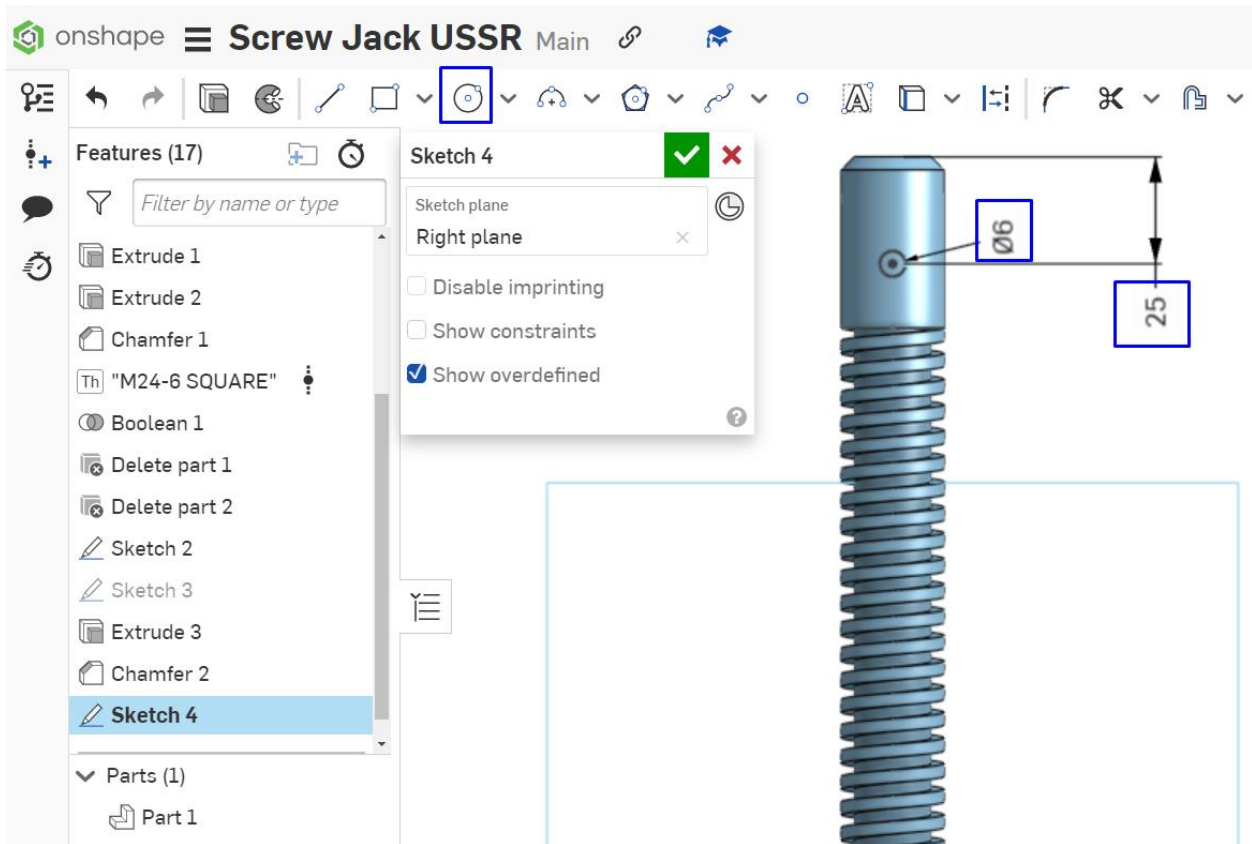 onshape Screw Jack USSR Main
Features (17)
Filter by name or type
Extrude 1
Extrude 2
Chamfer 1
Th "M24-6 SQUARE"
Boolean 1
Delete part 1
Delete part 2
Sketch 2
Sketch 3
Extrude 3
Chamfer 2
Sketch 4
Parts (1)
Part 1
Sketch 4
Sketch plane
Right plane
Disable imprinting
Show constraints
Show overdefined
Ø6
25